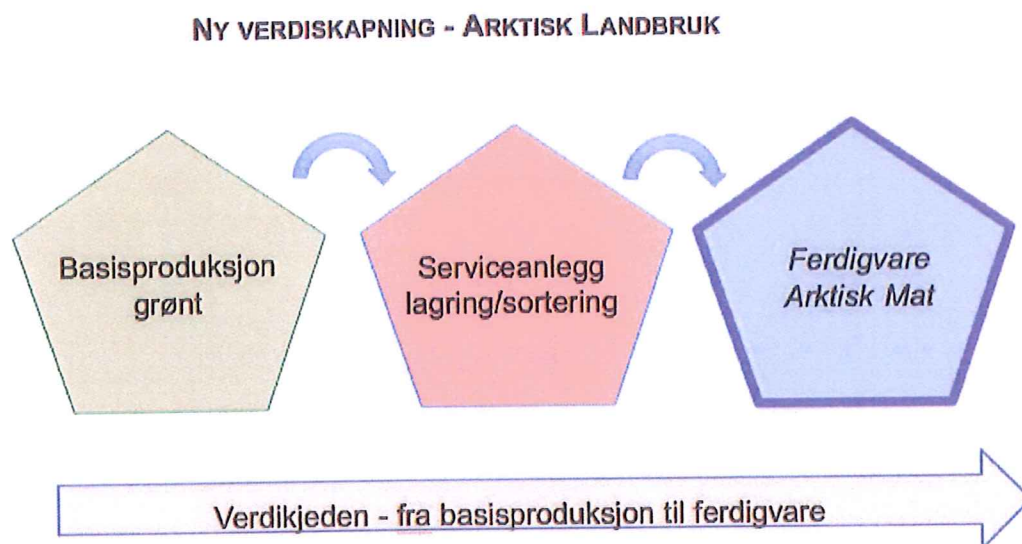 NY VERDISKAPNING - ARKTISK LANDBRUK
Basisproduksjon
grønt
Serviceanlegg
lagring/sortering
Ferdigvare
Arktisk Mat
Verdikjeden - fra basisproduksjon til ferdigvare